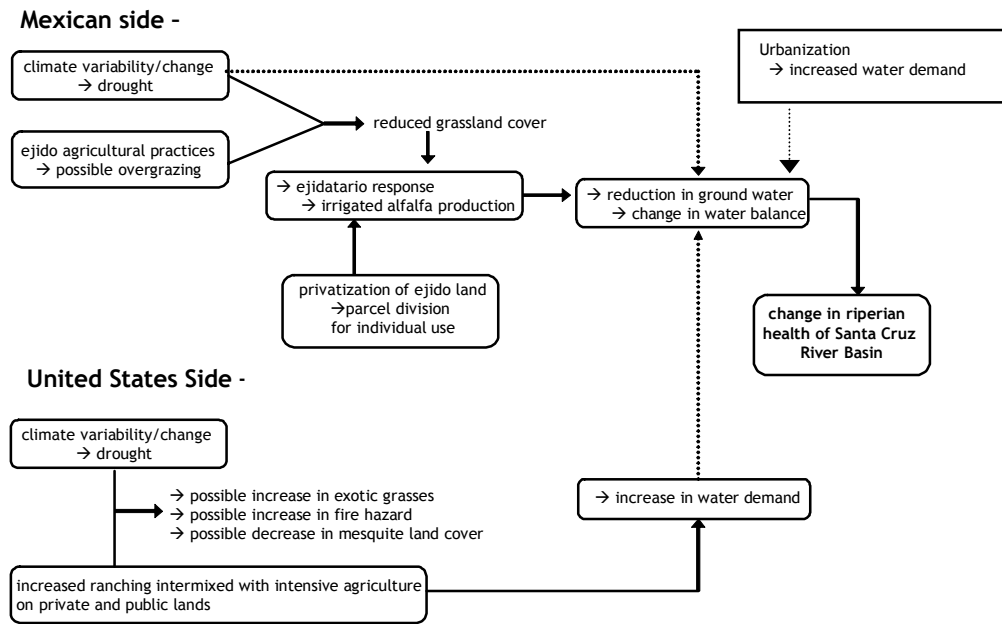 Mexican side -
climate variability/change
→ drought
Urbanization
→ increased water demand
reduced grassland cover
ejido agricultural practices
→ possible overgrazing
→ ejidatario response
→ irrigated alfalfa production
→ reduction in ground water
→ change in water balance
privatization of ejido land
→parcel division
for individual use
change in riperian
health of Santa Cruz
River Basin
United States Side -
climate variability/change
→ drought
→ possible increase in exotic grasses
→ possible increase in fire hazard
→ possible decrease in mesquite land cover
→ increase in water demand
increased ranching intermixed with intensive agriculture
on private and public lands